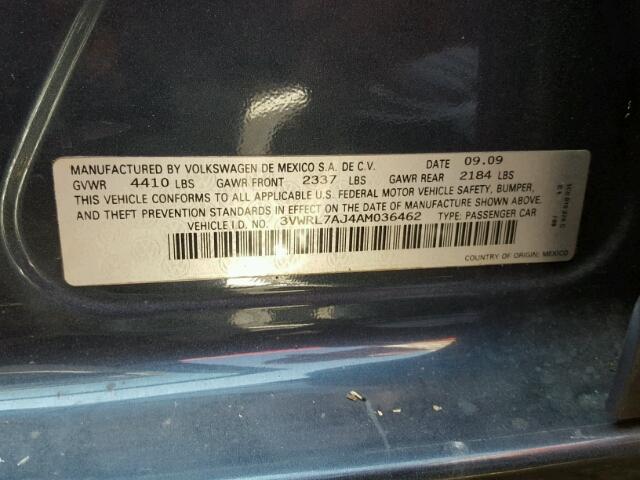 MANUFACTURED BY VOLKSWAGEN DE MEXICO S.A. DE C.V. DATE 09.09
GVWR 4410 LBS GAWR FRONT 2337 LBS GAWR REAR 2184 LBS
THIS VEHICLE CONFORMS TO ALL APPLICABLE U.S. FEDERAL MOTOR VEHICLE SAFETY, BUMPER,
AND THEFT PREVENTION STANDARDS IN EFFECT ON THE DATE OF MANUFACTURE SHOWN ABOVE.
VEHICLE I.D. NO. 3VWRL7AJ4AM036462 TYPE: PASSENGER CAR
COUNTRY OF ORIGIN: MEXICO